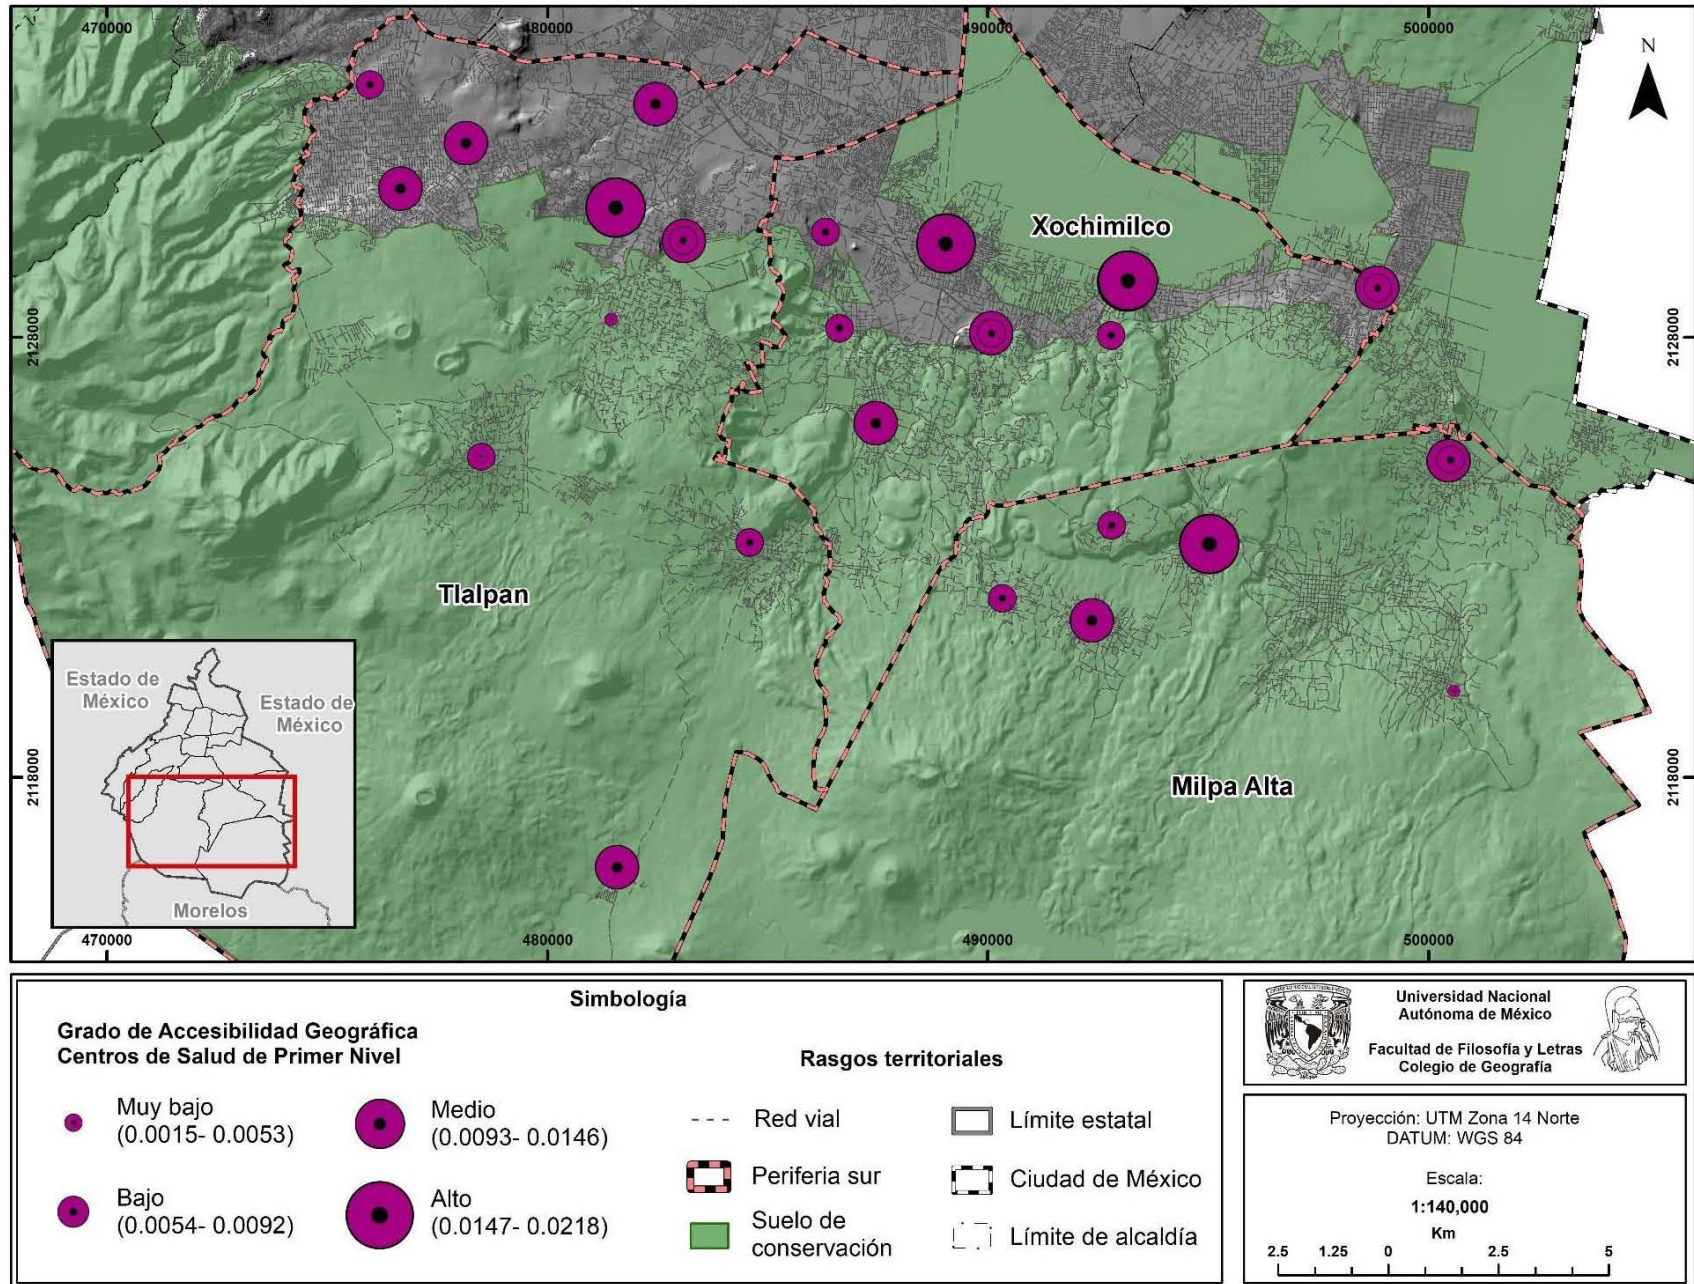 470000
480000
490000
500000
N
Xochimilco
2128000
2128000
Tlalpan
Estado de
México
Estado de
México
Morelos
Milpa Alta
2118000
2118000
470000
480000
490000
500000
Simbología
Grado de Accesibilidad Geográfica
Centros de Salud de Primer Nivel
Muy bajo
(0.0015- 0.0053)
Medio
(0.0093- 0.0146)
Bajo
(0.0054- 0.0092)
Alto
(0.0147- 0.0218)
Rasgos territoriales
Red vial
Límite estatal
Periferia sur
Ciudad de México
Suelo de
conservación
Límite de alcaldía
Universidad Nacional
Autónoma de México
Facultad de Filosofía y Letras
Colegio de Geografía
Proyección: UTM Zona 14 Norte
DATUM: WGS 84
Escala:
1:140,000
Km
2.5 1.25 0 2.5 5